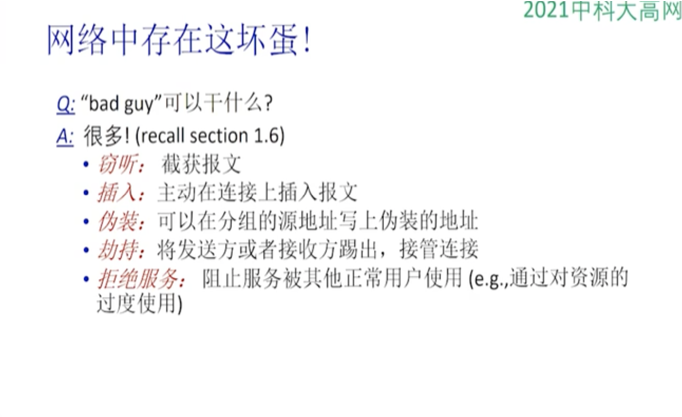 2021中科大高网
网络中存在这坏蛋!
Q: “bad guy”可以干什么?
A: 很多! (recall section 1.6)
• 窃听： 截获报文
• 插入：主动在连接上插入报文
• 伪装：可以在分组的源地址写上伪装的地址
• 劫持：将发送方或者接收方踢出，接管连接
• 拒绝服务： 阻止服务被其他正常用户使用 (e.g.,通过对资源的
过度使用)